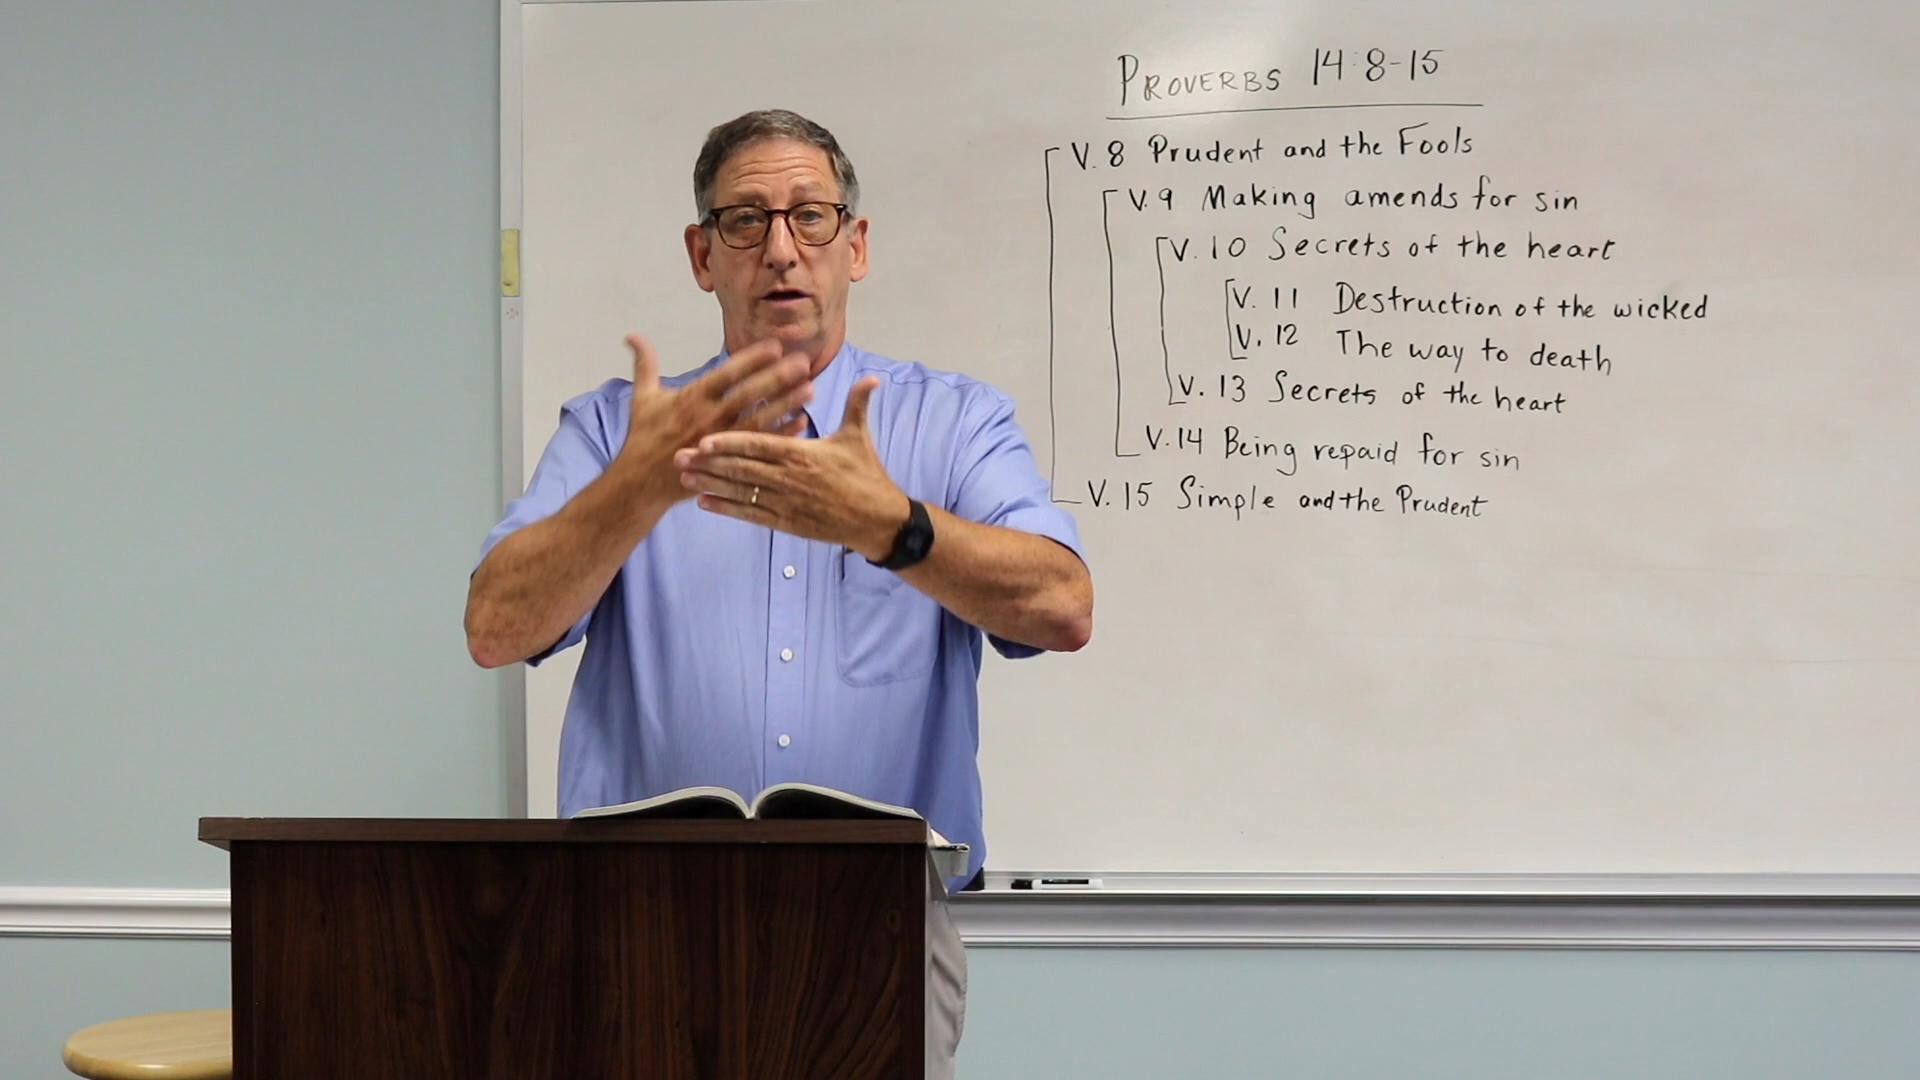 PROVERBS 14:8-15
V. 8 Prudent and the Fools
V. 9 Making amends for sin
V. 10 Secrets of the heart
V. 11 Destruction of the wicked
V. 12 The way to death
V. 13 Secrets of the heart
V. 14 Being repaid for sin
V. 15 Simple and the Prudent